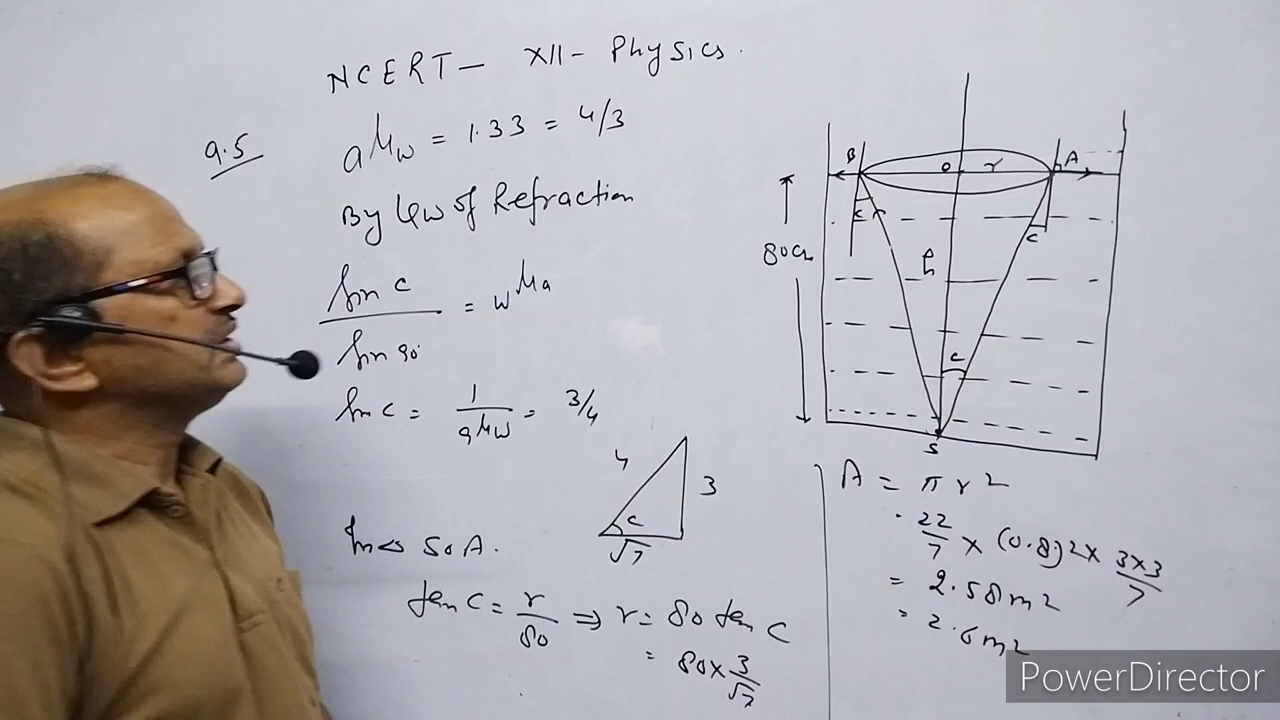 NCERT - XII - Physics.
9.5
aμw = 1.33 = 4/3
By Law of Refraction
Sin c / Sin 90° = wμa
Sin c = 1 / aμw = 3/4
4
3
c
√7
In △ SOA.
tan C = r / 80 ⇒ r = 80 tan C
= 80 × 3 / √7
B
O
r
A
c
c
80cm
h
c
S
A = π r²
= 22/7 × (0.8)² × 3×3 / 7
= 2.58 m²
= 2.6 m²
PowerDirector